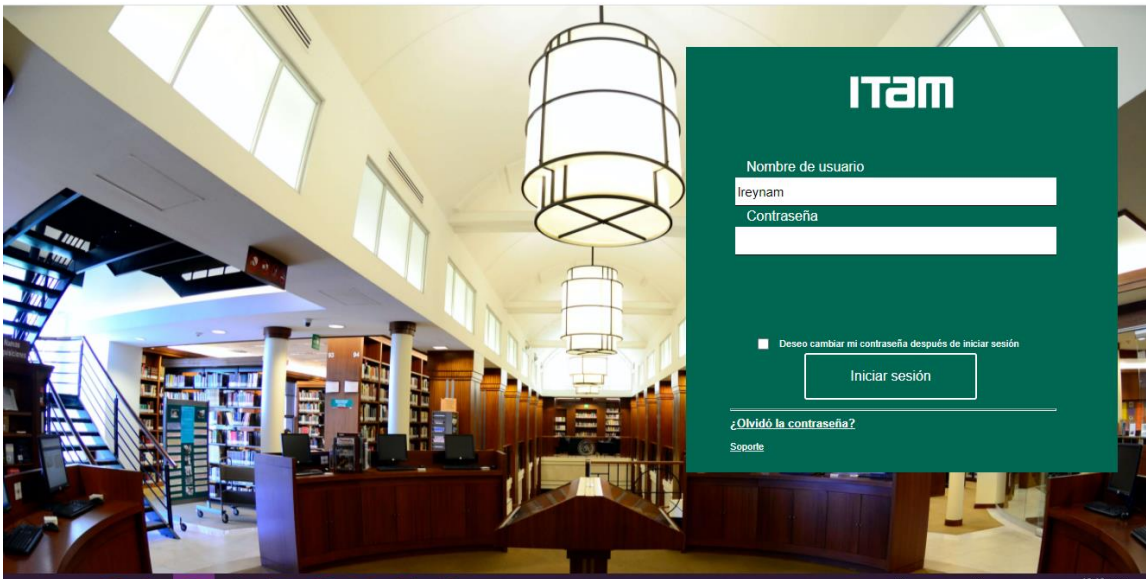 ITAM
Nombre de usuario
lreynam
Contraseña
Deseo cambiar mi contraseña después de iniciar sesión
Iniciar sesión
¿Olvidó la contraseña?
Soporte